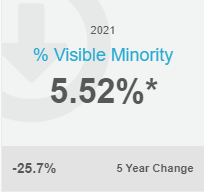 2021
% Visible Minority
5.52%*
-25.7% 5 Year Change